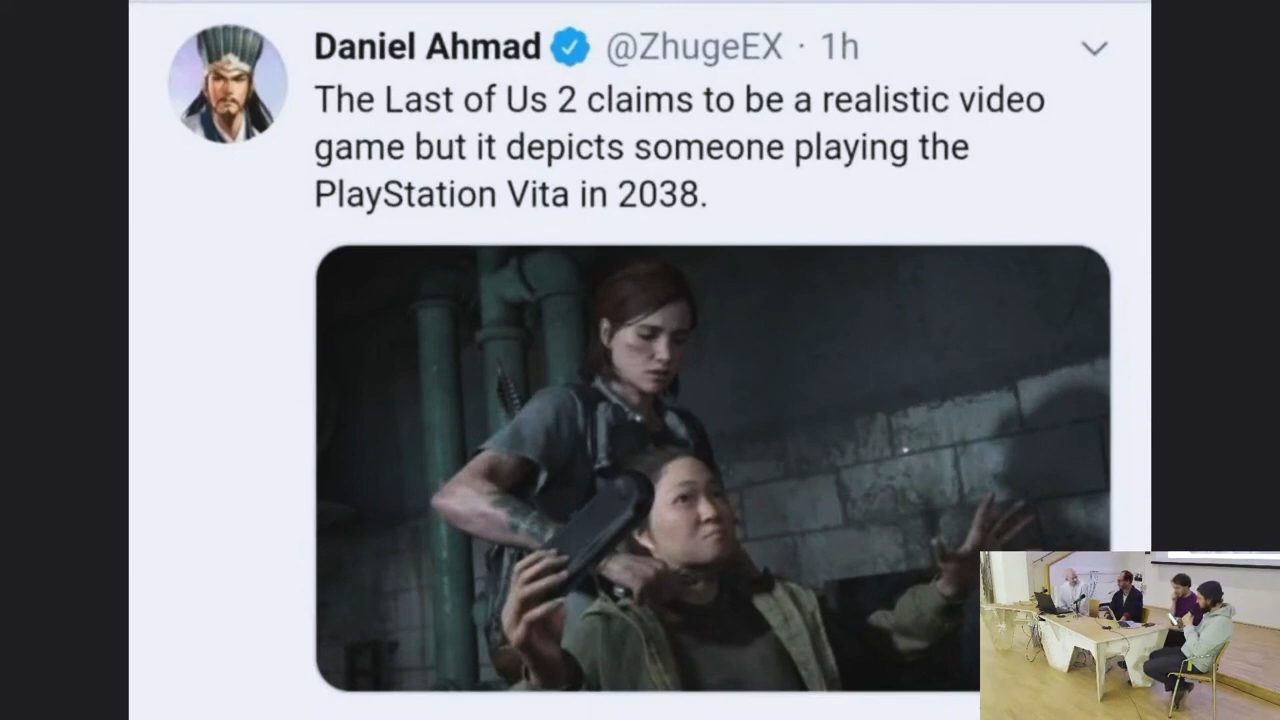 Daniel Ahmad @ZhugeEX · 1h
The Last of Us 2 claims to be a realistic video
game but it depicts someone playing the
PlayStation Vita in 2038.